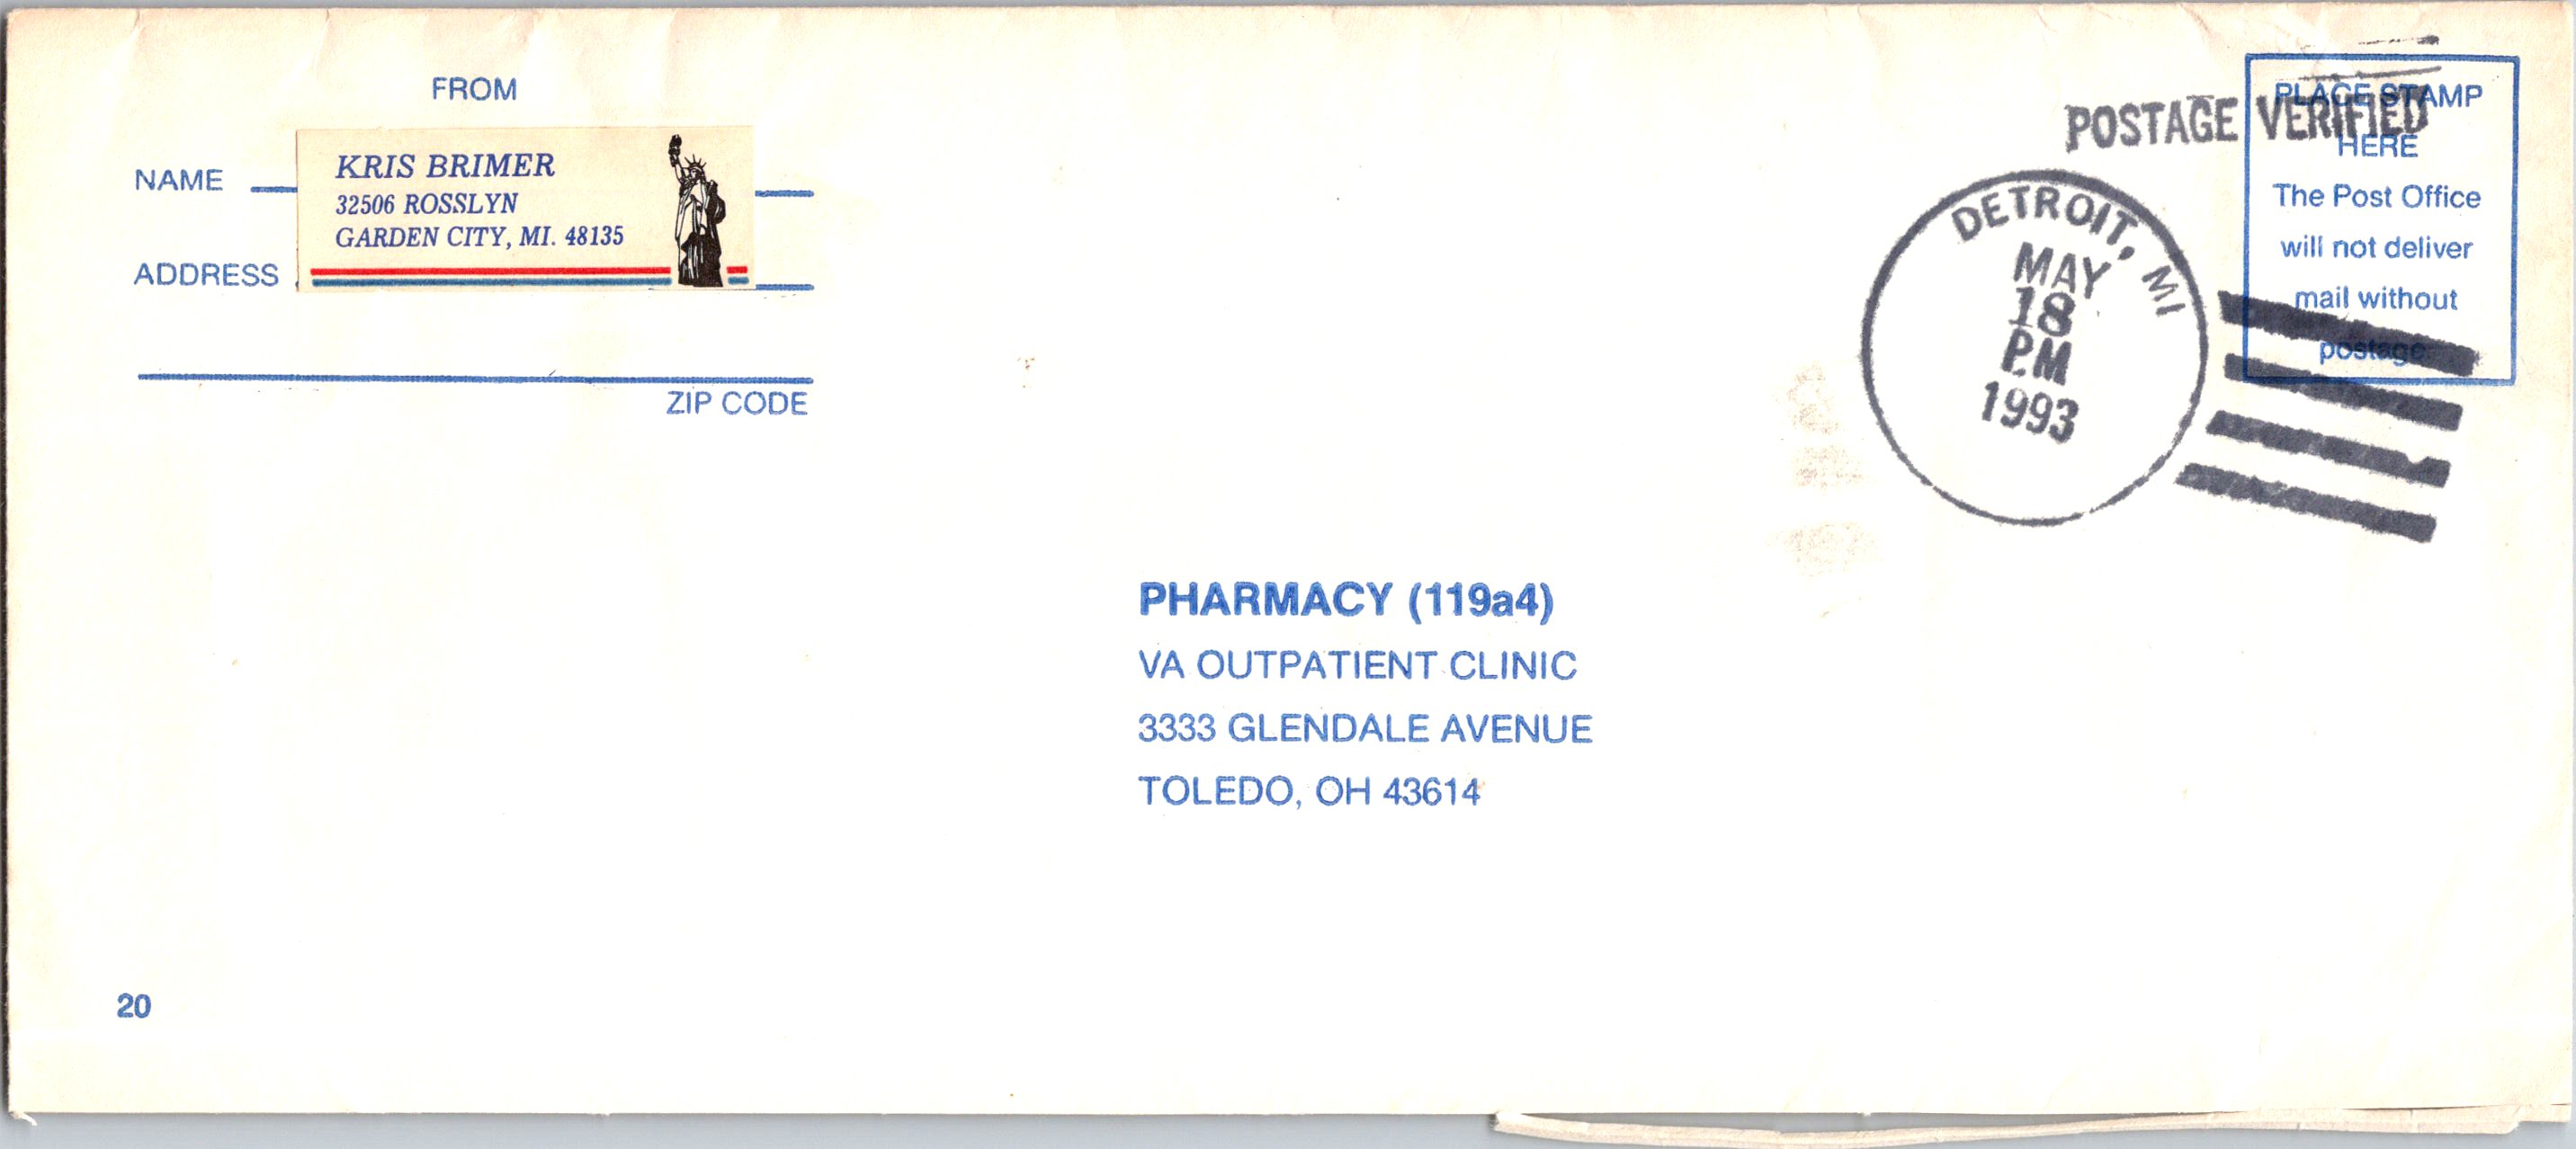 FROM
NAME
KRIS BRIMER
32506 ROSSLYN
GARDEN CITY, MI. 48135
ADDRESS
ZIP CODE
POSTAGE VERIFIED
PLACE STAMP
HERE
The Post Office
will not deliver
mail without
postage
DETROIT, MI
MAY
18
PM
1993
PHARMACY (119a4)
VA OUTPATIENT CLINIC
3333 GLENDALE AVENUE
TOLEDO, OH 43614
20